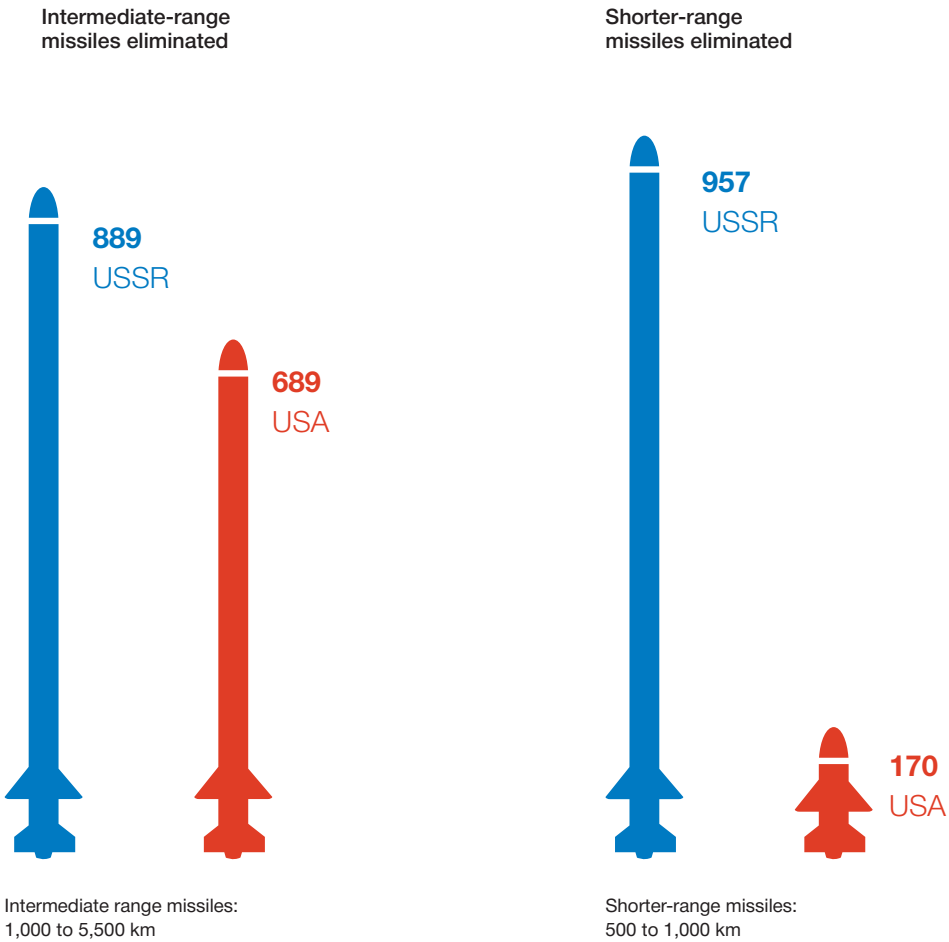 Intermediate-range
missiles eliminated
889
USSR
689
USA
Intermediate range missiles:
1,000 to 5,500 km
Shorter-range
missiles eliminated
957
USSR
170
USA
Shorter-range missiles:
500 to 1,000 km